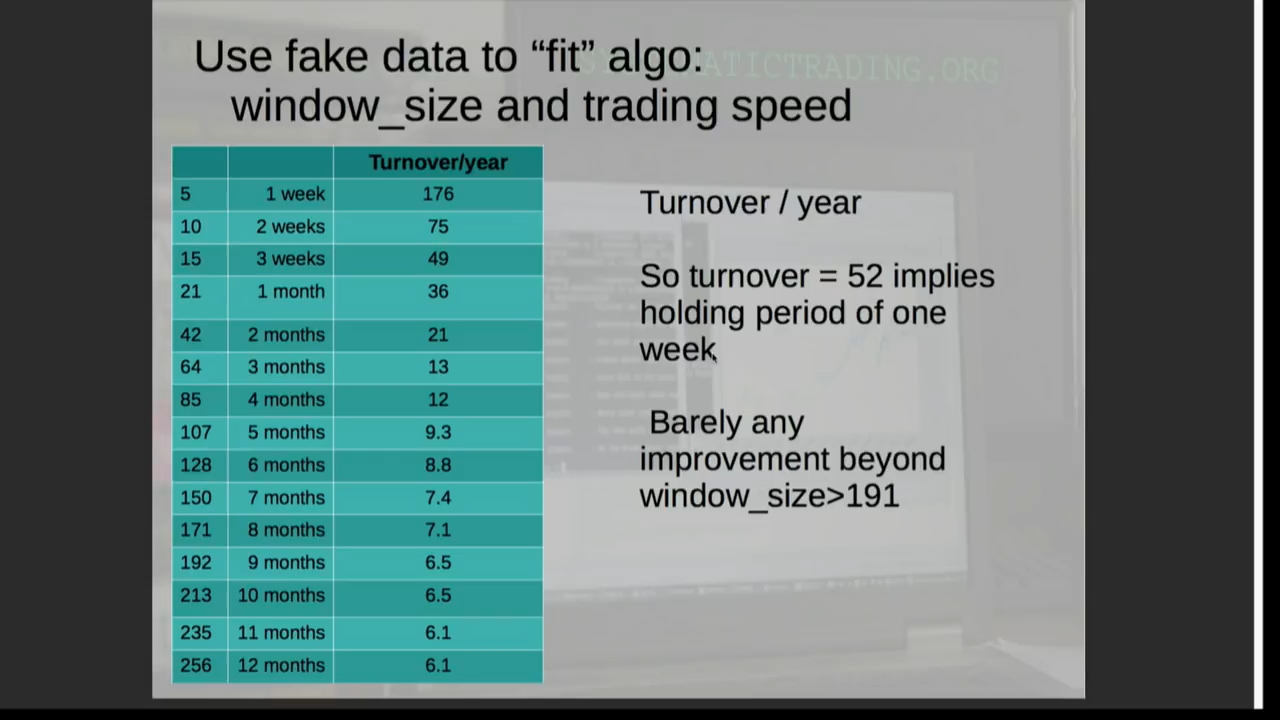 Use fake data to “fit” algo:
window_size and trading speed
ATICTRADING.ORG
Turnover/year
5 1 week 176
10 2 weeks 75
15 3 weeks 49
21 1 month 36
42 2 months 21
64 3 months 13
85 4 months 12
107 5 months 9.3
128 6 months 8.8
150 7 months 7.4
171 8 months 7.1
192 9 months 6.5
213 10 months 6.5
235 11 months 6.1
256 12 months 6.1
Turnover / year
So turnover = 52 implies
holding period of one
week
Barely any
improvement beyond
window_size>191